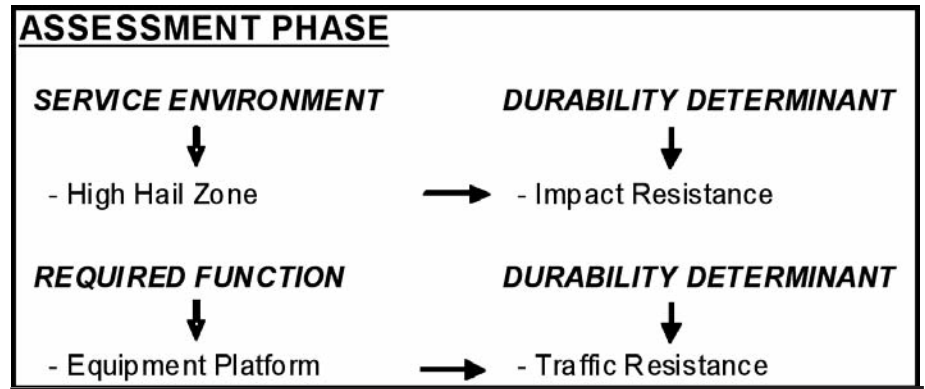 ASSESSMENT PHASE
SERVICE ENVIRONMENT DURABILITY DETERMINANT
- High Hail Zone - Impact Resistance
REQUIRED FUNCTION DURABILITY DETERMINANT
- Equipment Platform - Traffic Resistance